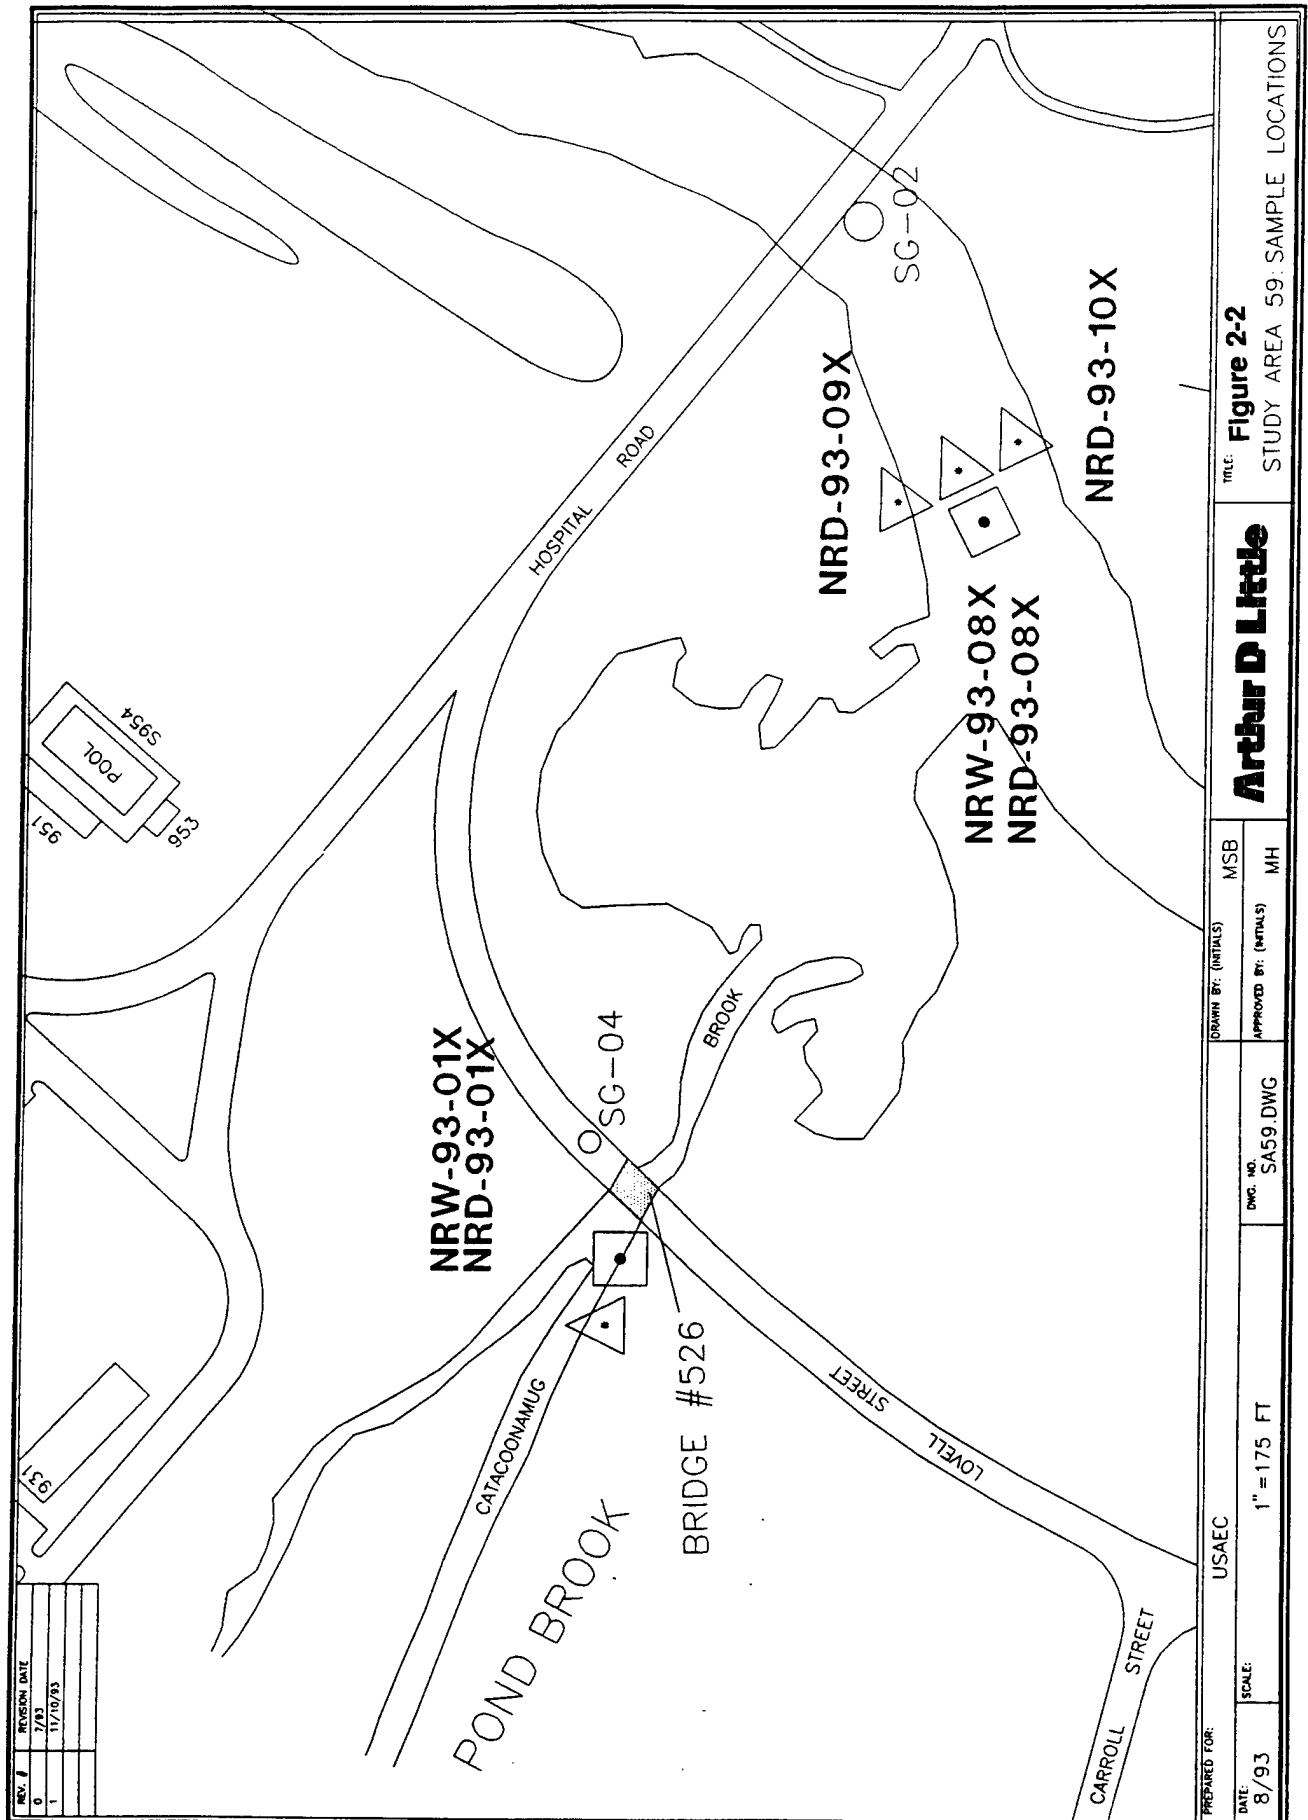 REV. #
REVISION DATE
0
7/93
1
11/10/93
931
951
POOL
S954
953
HOSPITAL
ROAD
NRW-93-01X
NRD-93-01X
SG-04
BROOK
CATACOONAMUG
POND BROOK
BRIDGE #526
LOVELL
STREET
CARROLL
STREET
SG-02
NRD-93-09X
NRW-93-08X
NRD-93-08X
NRD-93-10X
PREPARED FOR:
USAEC
DATE:
8/93
SCALE:
1"=175 FT
DWG. NO.
SA59.DWG
DRAWN BY: (INITIALS)
MSB
APPROVED BY: (INITIALS)
MH
Arthur D Little
TITLE: Figure 2-2
STUDY AREA 59: SAMPLE LOCATIONS